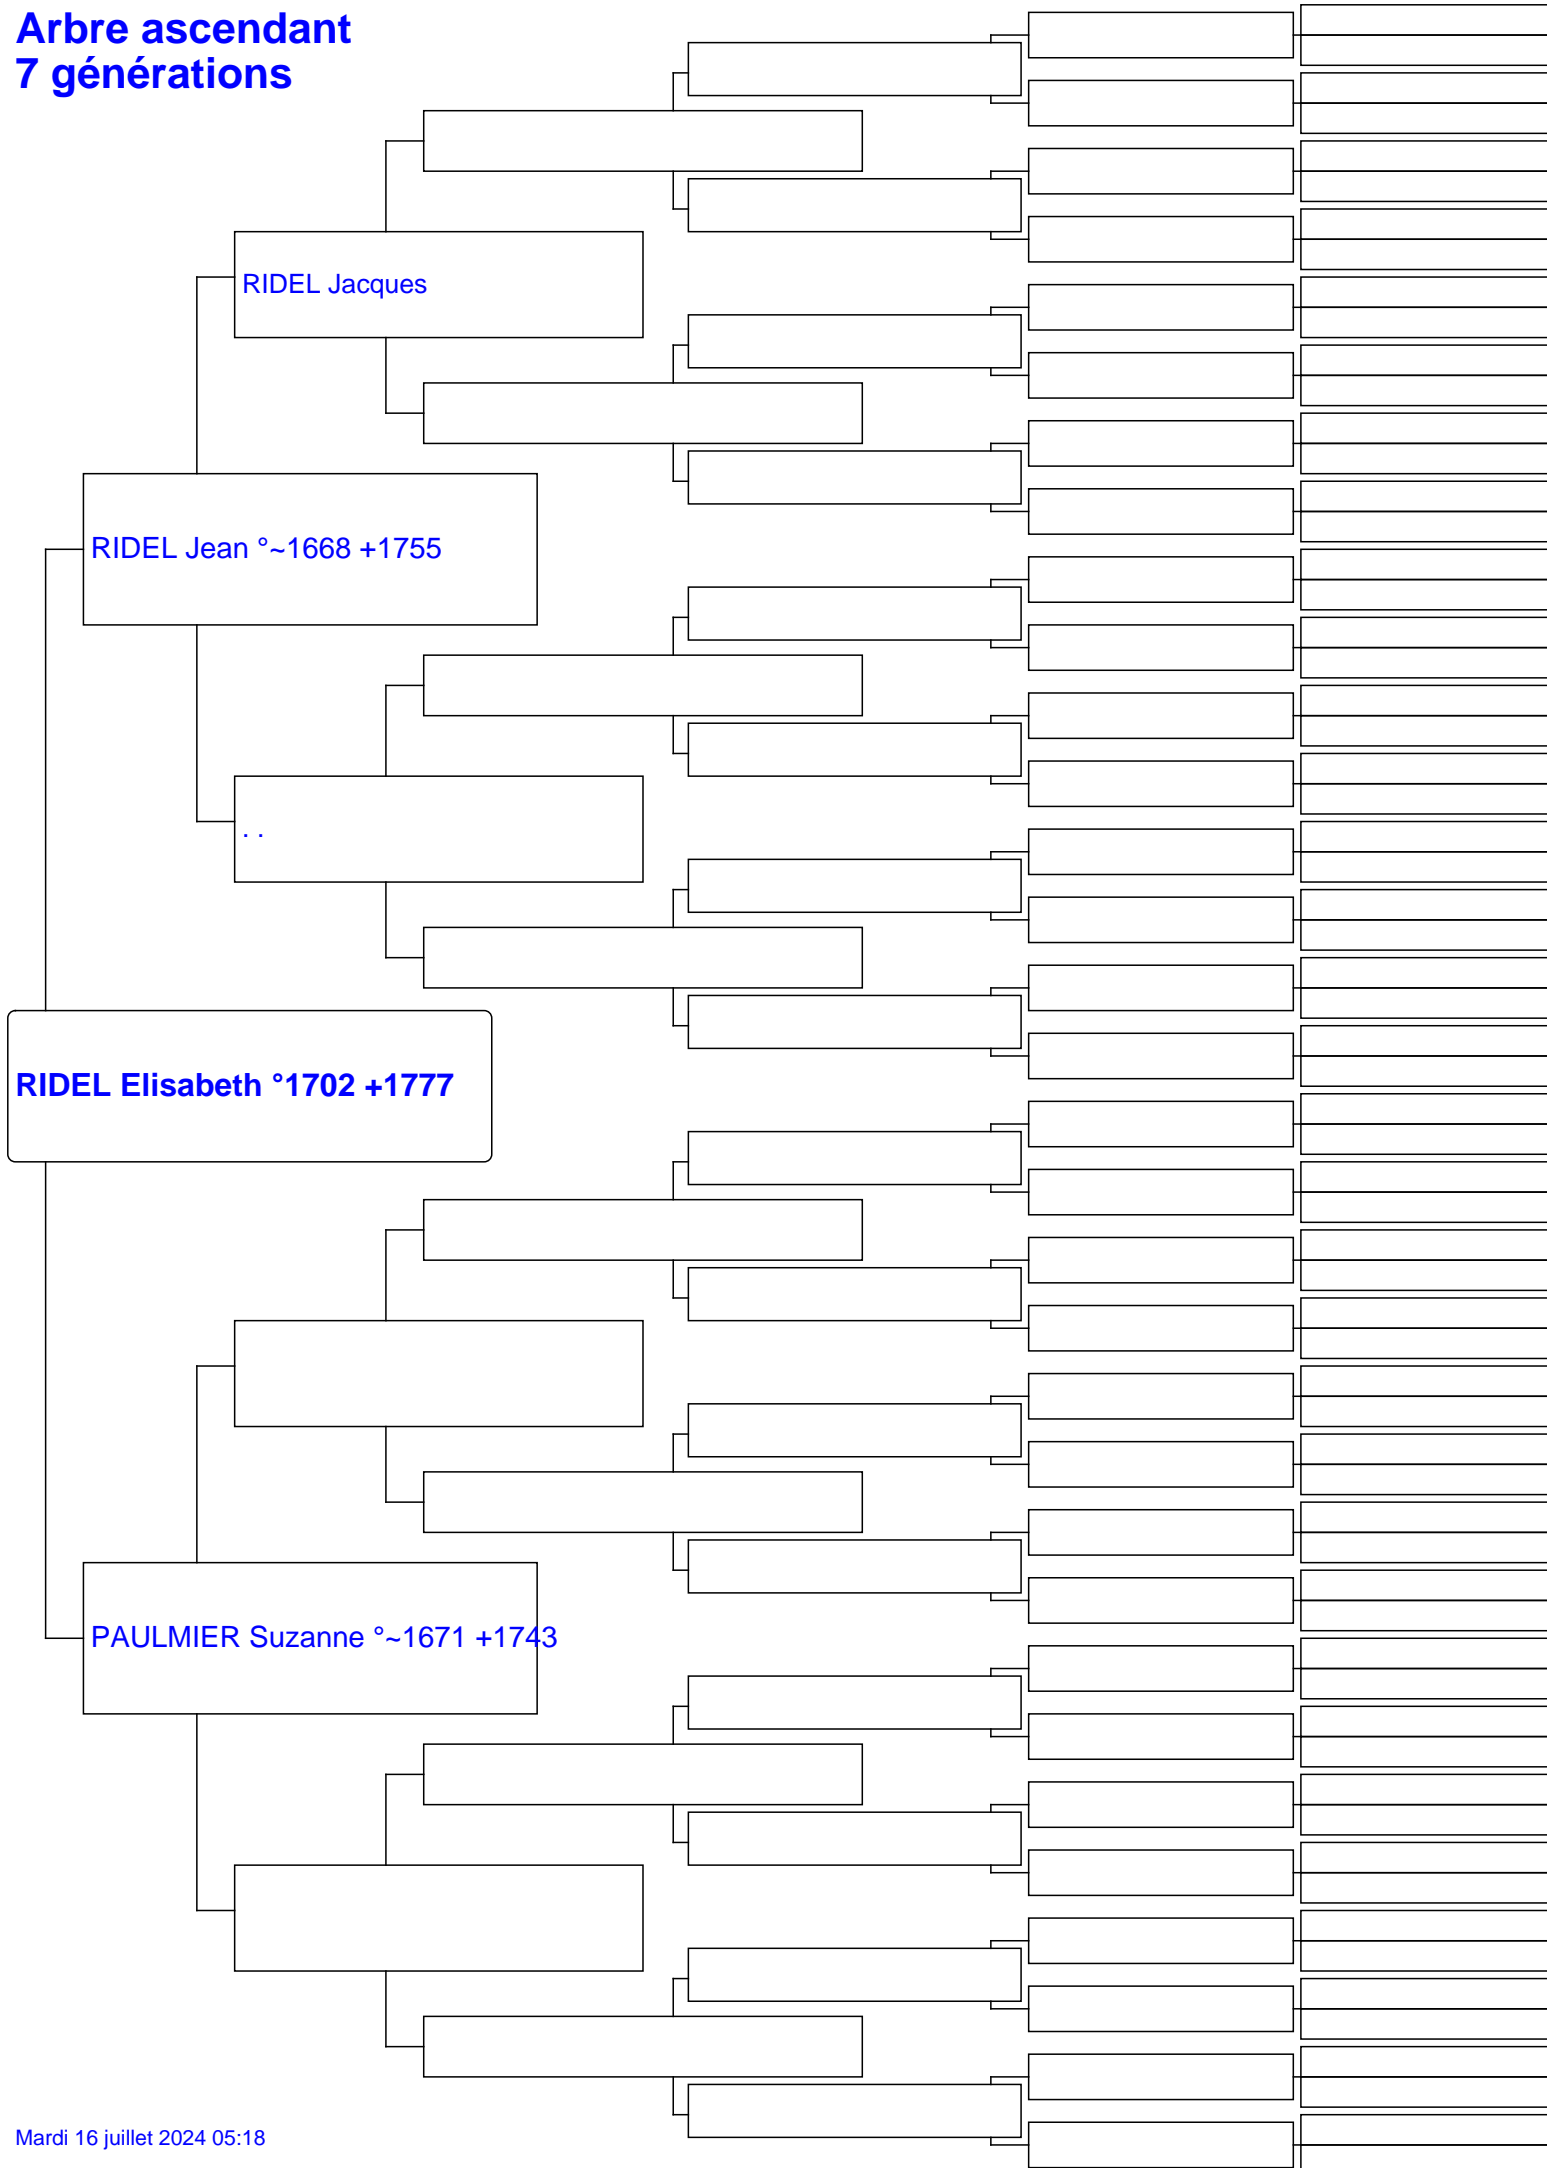 Arbre ascendant
7 générations
RIDEL Jacques
RIDEL Jean °~1668 +1755
. .
RIDEL Elisabeth °1702 +1777
PAULMIER Suzanne °~1671 +1743
Mardi 16 juillet 2024 05:18